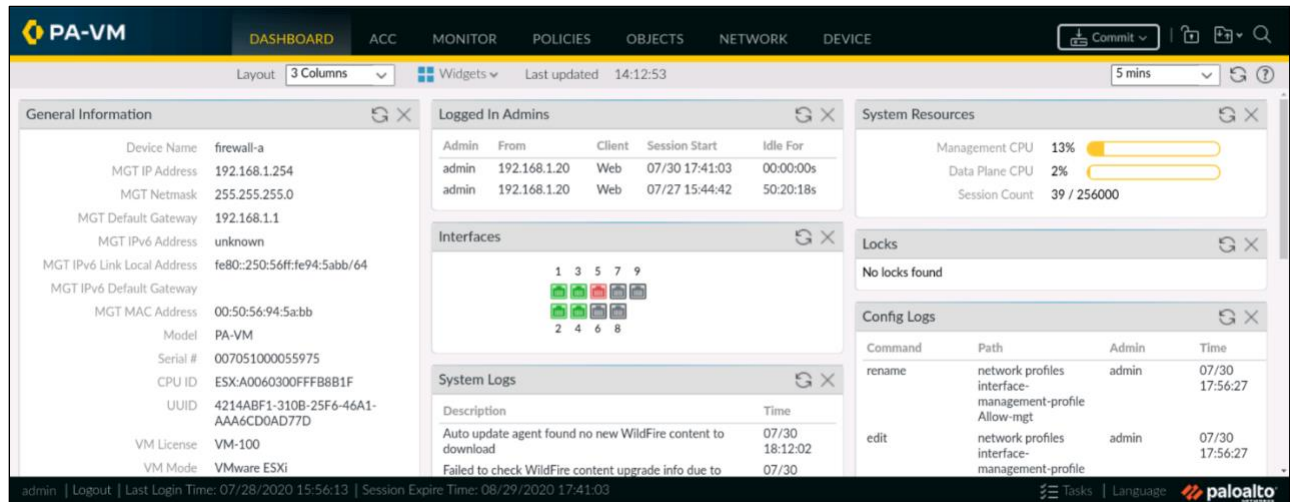 PA-VM
DASHBOARD ACC MONITOR POLICIES OBJECTS NETWORK DEVICE
Commit
Layout 3 Columns Widgets Last updated 14:12:53 5 mins
General Information
Device Name firewall-a
MGT IP Address 192.168.1.254
MGT Netmask 255.255.255.0
MGT Default Gateway 192.168.1.1
MGT IPv6 Address unknown
MGT IPv6 Link Local Address fe80::250:56ff:fe94:5abb/64
MGT IPv6 Default Gateway
MGT MAC Address 00:50:56:94:5a:bb
Model PA-VM
Serial # 007051000055975
CPU ID ESX:A0060300FFFB8B1F
UUID 4214ABF1-310B-25F6-46A1-
AAA6CD0AD77D
VM License VM-100
VM Mode VMware ESXi
Logged In Admins
Admin From Client Session Start Idle For
admin 192.168.1.20 Web 07/30 17:41:03 00:00:00s
admin 192.168.1.20 Web 07/27 15:44:42 50:20:18s
Interfaces
1 3 5 7 9
2 4 6 8
System Logs
Description Time
Auto update agent found no new WildFire content to 07/30
download 18:12:02
Failed to check WildFire content upgrade info due to 07/30
System Resources
Management CPU 13%
Data Plane CPU 2%
Session Count 39 / 256000
Locks
No locks found
Config Logs
Command Path Admin Time
rename network profiles admin 07/30
interface- 17:56:27
management-profile
Allow-mgt
edit network profiles admin 07/30
interface- 17:56:27
management-profile
admin | Logout | Last Login Time: 07/28/2020 15:56:13 | Session Expire Time: 08/29/2020 17:41:03
Tasks | Language paloalto
NETWORKS